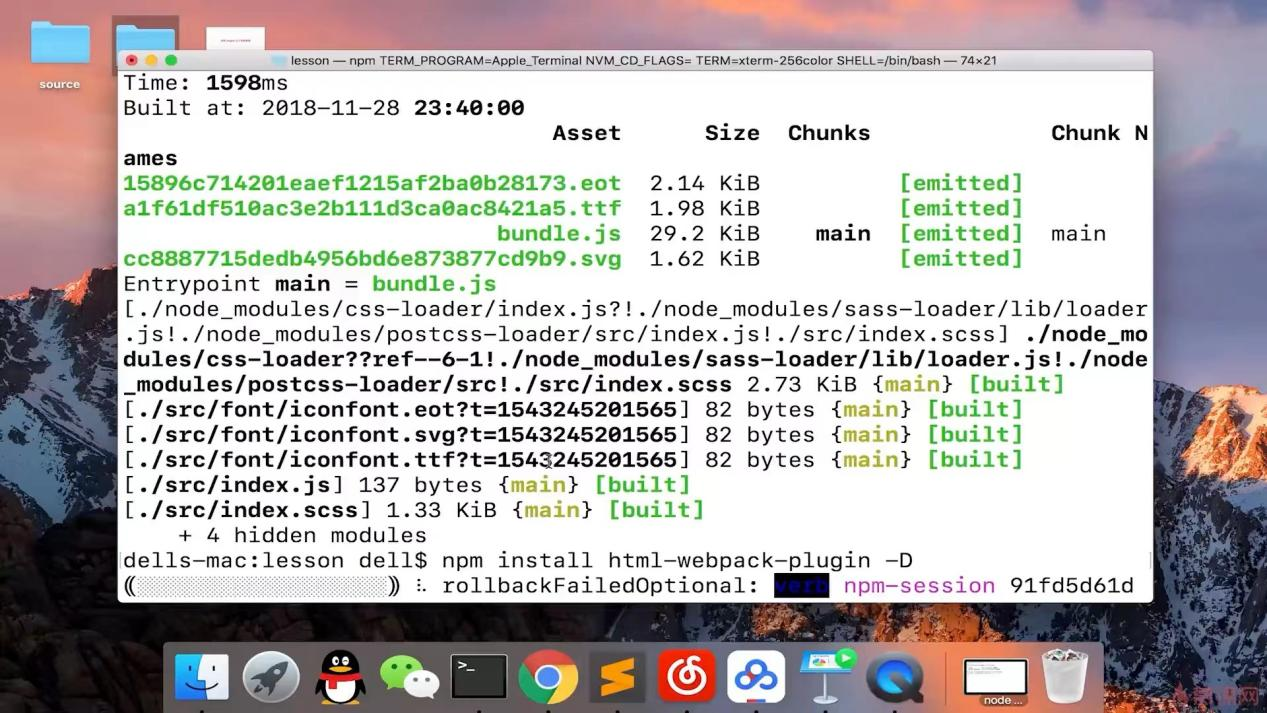 source
lesson — npm TERM_PROGRAM=Apple_Terminal NVM_CD_FLAGS= TERM=xterm-256color SHELL=/bin/bash — 74×21
Time: 1598ms
Built at: 2018-11-28 23:40:00
Asset Size Chunks Chunk N
ames
15896c714201eaef1215af2ba0b28173.eot 2.14 KiB [emitted]
a1f61df510ac3e2b111d3ca0ac8421a5.ttf 1.98 KiB [emitted]
bundle.js 29.2 KiB main [emitted] main
cc8887715dedb4956bd6e873877cd9b9.svg 1.62 KiB [emitted]
Entrypoint main = bundle.js
[./node_modules/css-loader/index.js?!./node_modules/sass-loader/lib/loader
.js!./node_modules/postcss-loader/src/index.js!./src/index.scss] ./node_mo
dules/css-loader??ref--6-1!./node_modules/sass-loader/lib/loader.js!./node
_modules/postcss-loader/src!./src/index.scss 2.73 KiB {main} [built]
[./src/font/iconfont.eot?t=1543245201565] 82 bytes {main} [built]
[./src/font/iconfont.svg?t=1543245201565] 82 bytes {main} [built]
[./src/font/iconfont.ttf?t=1543245201565] 82 bytes {main} [built]
[./src/index.js] 137 bytes {main} [built]
[./src/index.scss] 1.33 KiB {main} [built]
+ 4 hidden modules
dells-mac:lesson dell$ npm install html-webpack-plugin -D
rollbackFailedOptional: verb npm-session 91fd5d61d
node ...